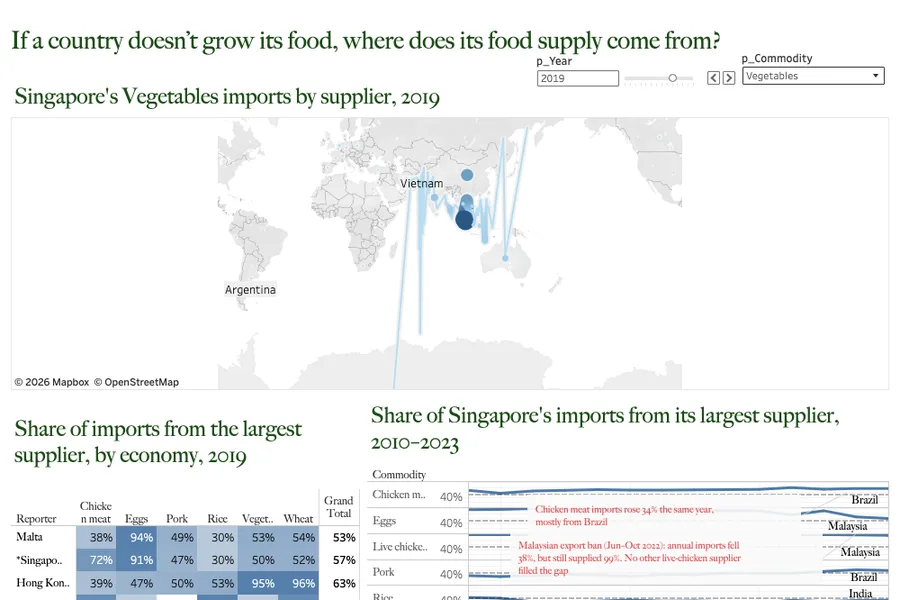 If a country doesn't grow its food, where does its food supply come from?
p_Year
p_Commodity
2019
Vegetables
Singapore's Vegetables imports by supplier, 2019
Vietnam
Argentina
© 2026 Mapbox © OpenStreetMap
Share of imports from the largest
supplier, by economy, 2019
Reporter
Chicke
n meat
Eggs
Pork
Rice
Veget..
Wheat
Grand
Total
Malta 38% 94% 49% 30% 53% 54% 53%
*Singapo.. 72% 91% 47% 30% 50% 52% 57%
Hong Kon.. 39% 47% 50% 53% 95% 96% 63%
Share of Singapore's imports from its largest supplier,
2010–2023
Commodity
Chicken m.. 40%
Brazil
Chicken meat imports rose 34% the same year,
mostly from Brazil
Eggs 40%
Malaysia
Live chicke.. 40%
Malaysian export ban (Jun–Oct 2022): annual imports fell
38%, but still supplied 99%. No other live-chicken supplier
filled the gap
Malaysia
Pork 40%
Brazil
Rice 40%
India